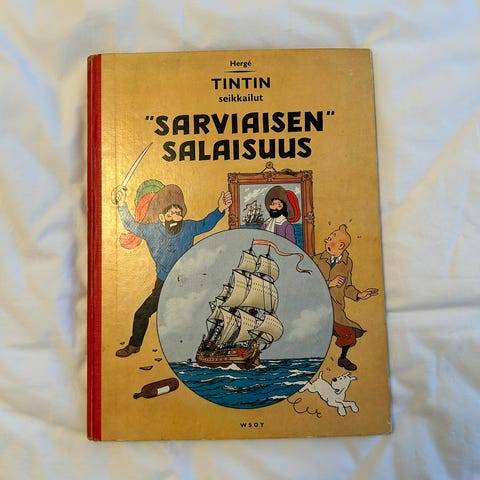 Hergé
TINTIN
seikkailut
"SARVIAISEN"
SALAISUUS
WSOY